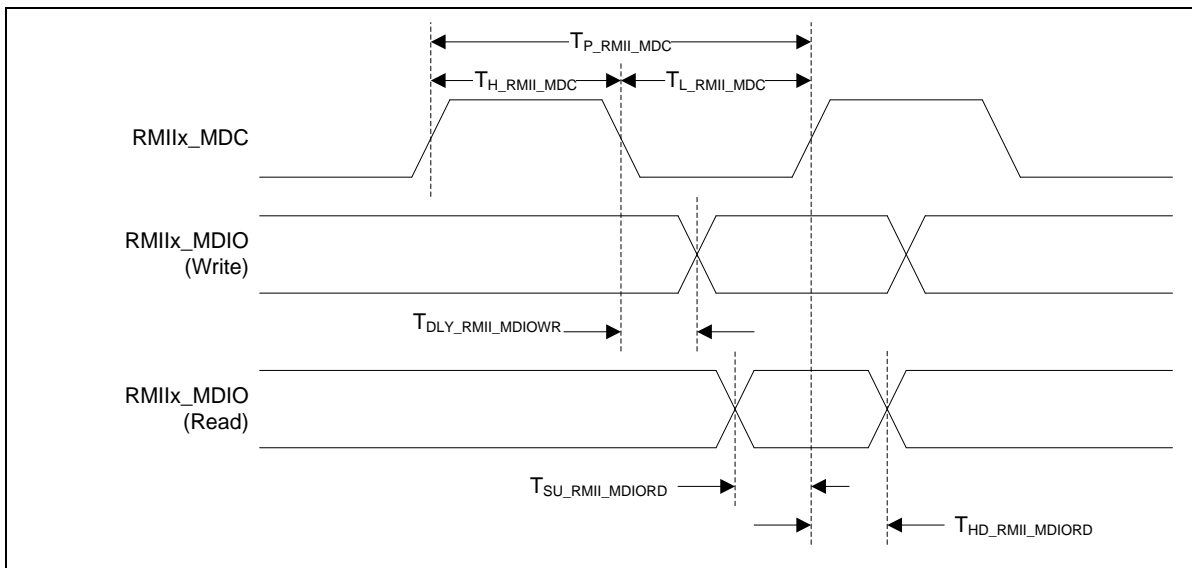 T_P_RMII_MDC
T_H_RMII_MDC
T_L_RMII_MDC
RMIIx_MDC
RMIIx_MDIO
(Write)
T_DLY_RMII_MDIOWR
RMIIx_MDIO
(Read)
T_SU_RMII_MDIORD
T_HD_RMII_MDIORD